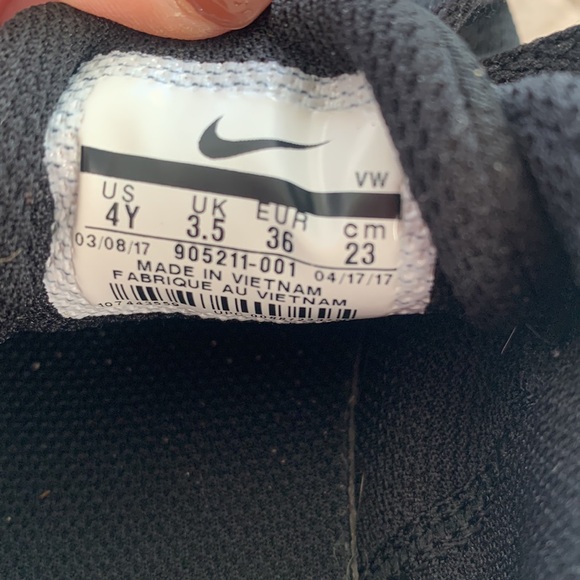 VW
US UK EUR cm
4Y 3.5 36 23
03/08/17 905211-001 04/17/17
MADE IN VIETNAM
FABRIQUE AU VIETNAM